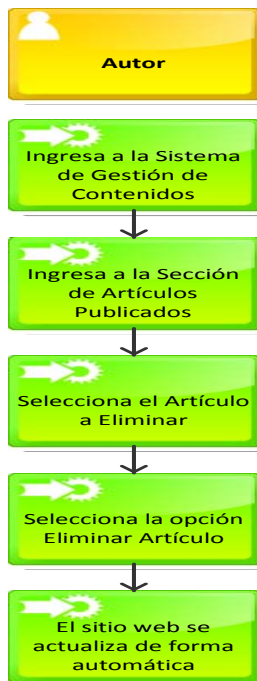 Autor
Ingresa a la Sistema
de Gestión de
Contenidos
Ingresa a la Sección
de Artículos
Publicados
Selecciona el Artículo
a Eliminar
Selecciona la opción
Eliminar Artículo
El sitio web se
actualiza de forma
automática